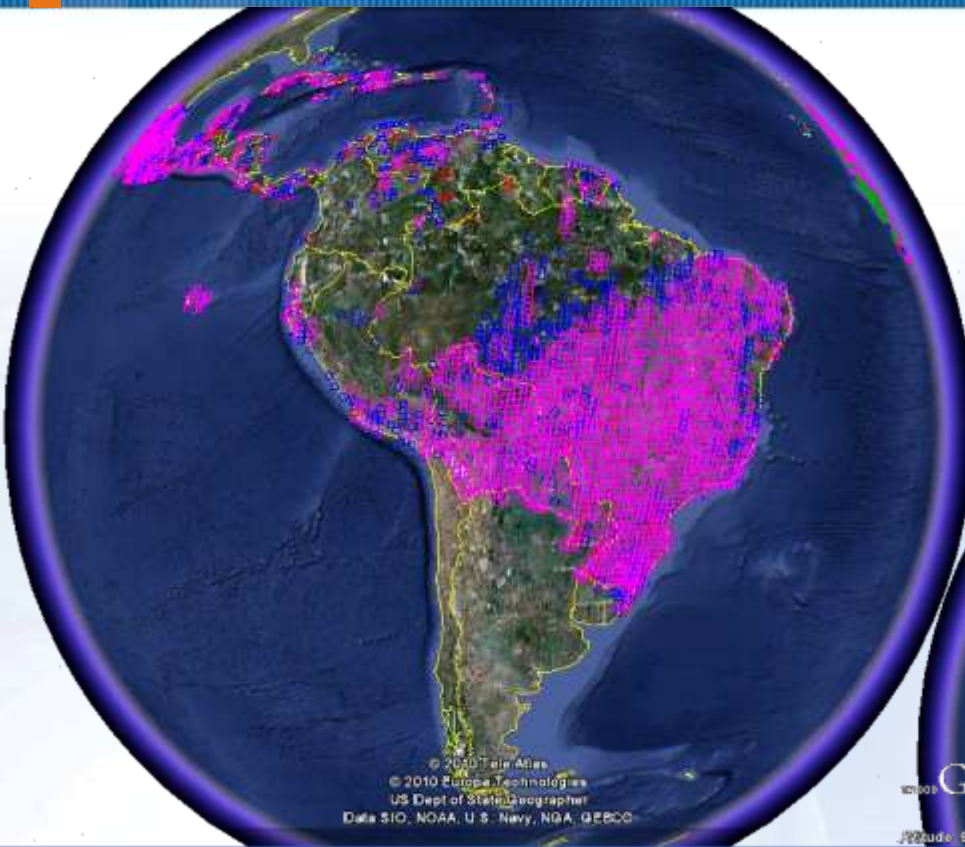 © 2010 Tele Atlas
© 2010 Europa Technologies
US Dept of State Geographer
Data SIO, NOAA, U.S. Navy, NGA, GEBCO
G